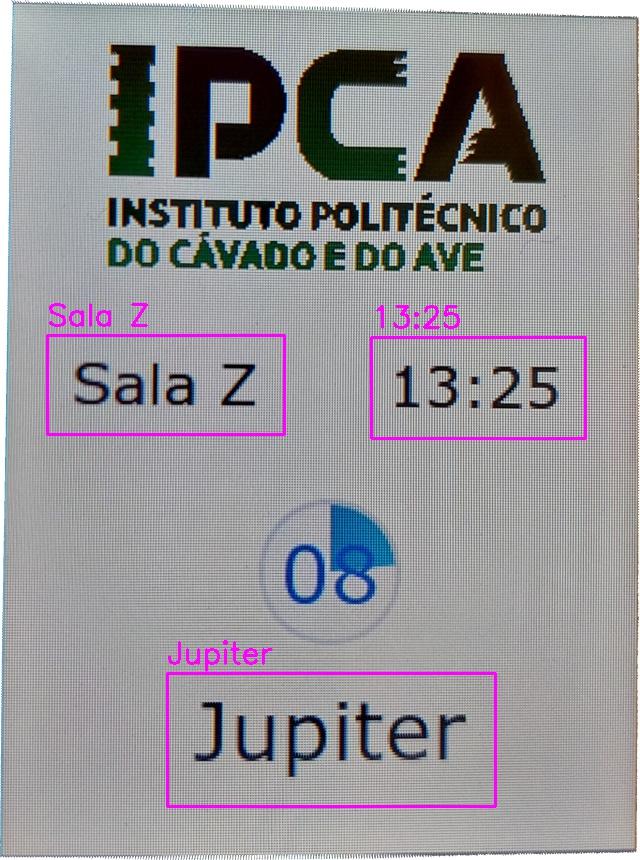 IPCA
INSTITUTO POLITÉCNICO
DO CÁVADO E DO AVE
Sala Z 13:25
Sala Z 13:25
08
Jupiter
Jupiter